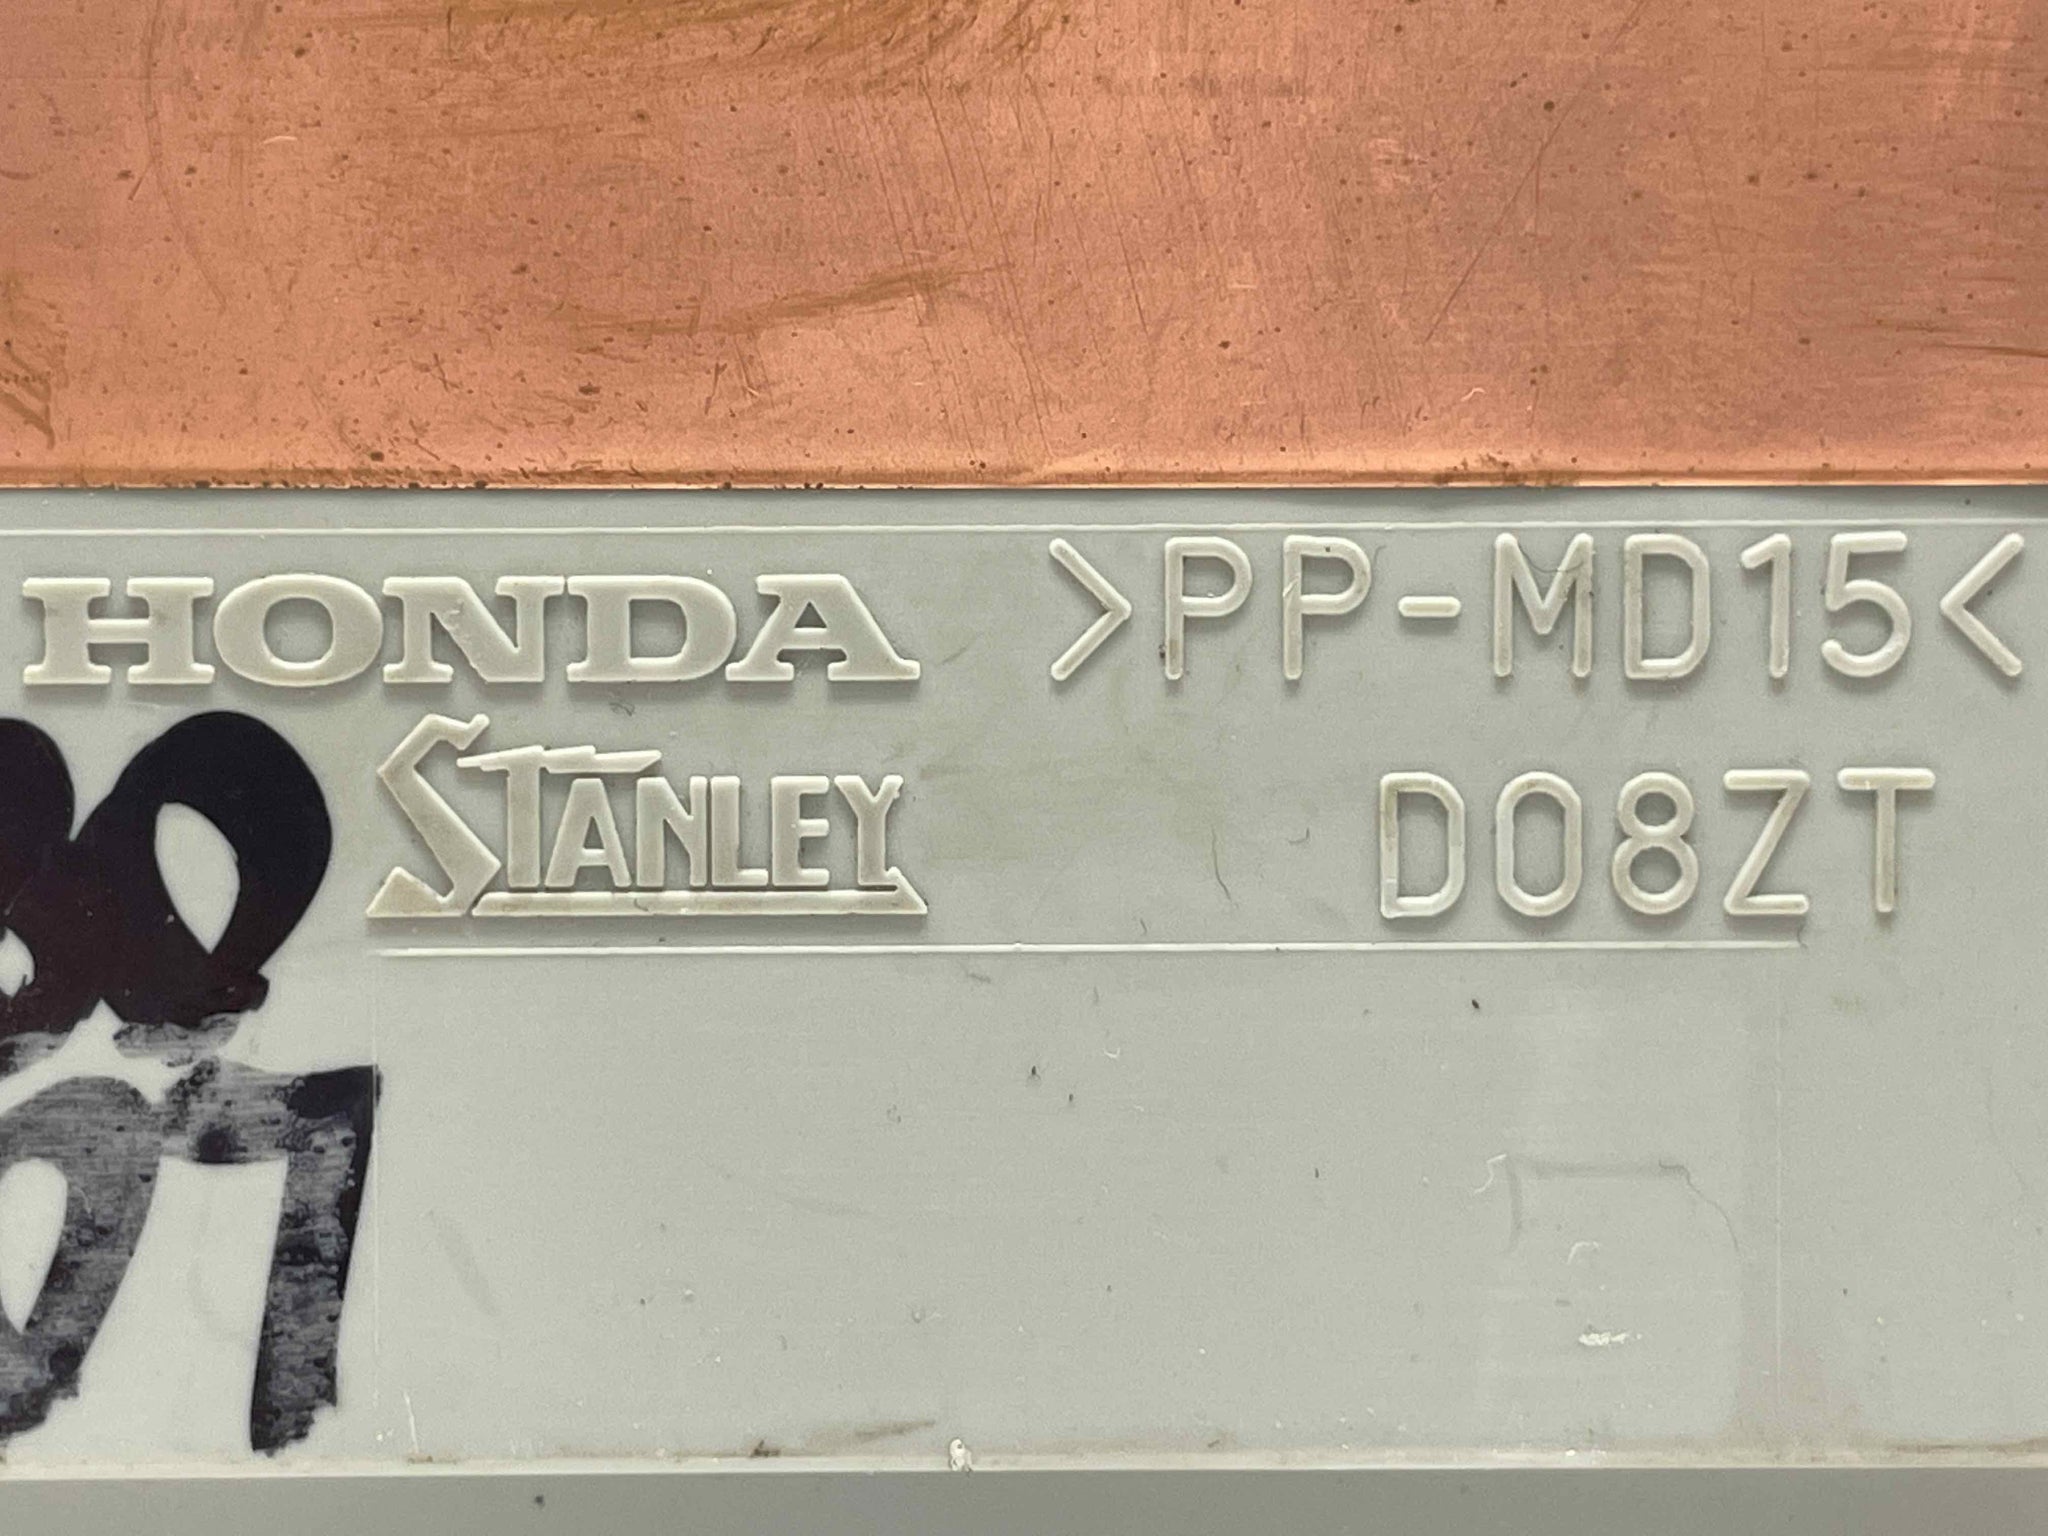 HONDA >PP-MD15<
STANLEY D08ZT